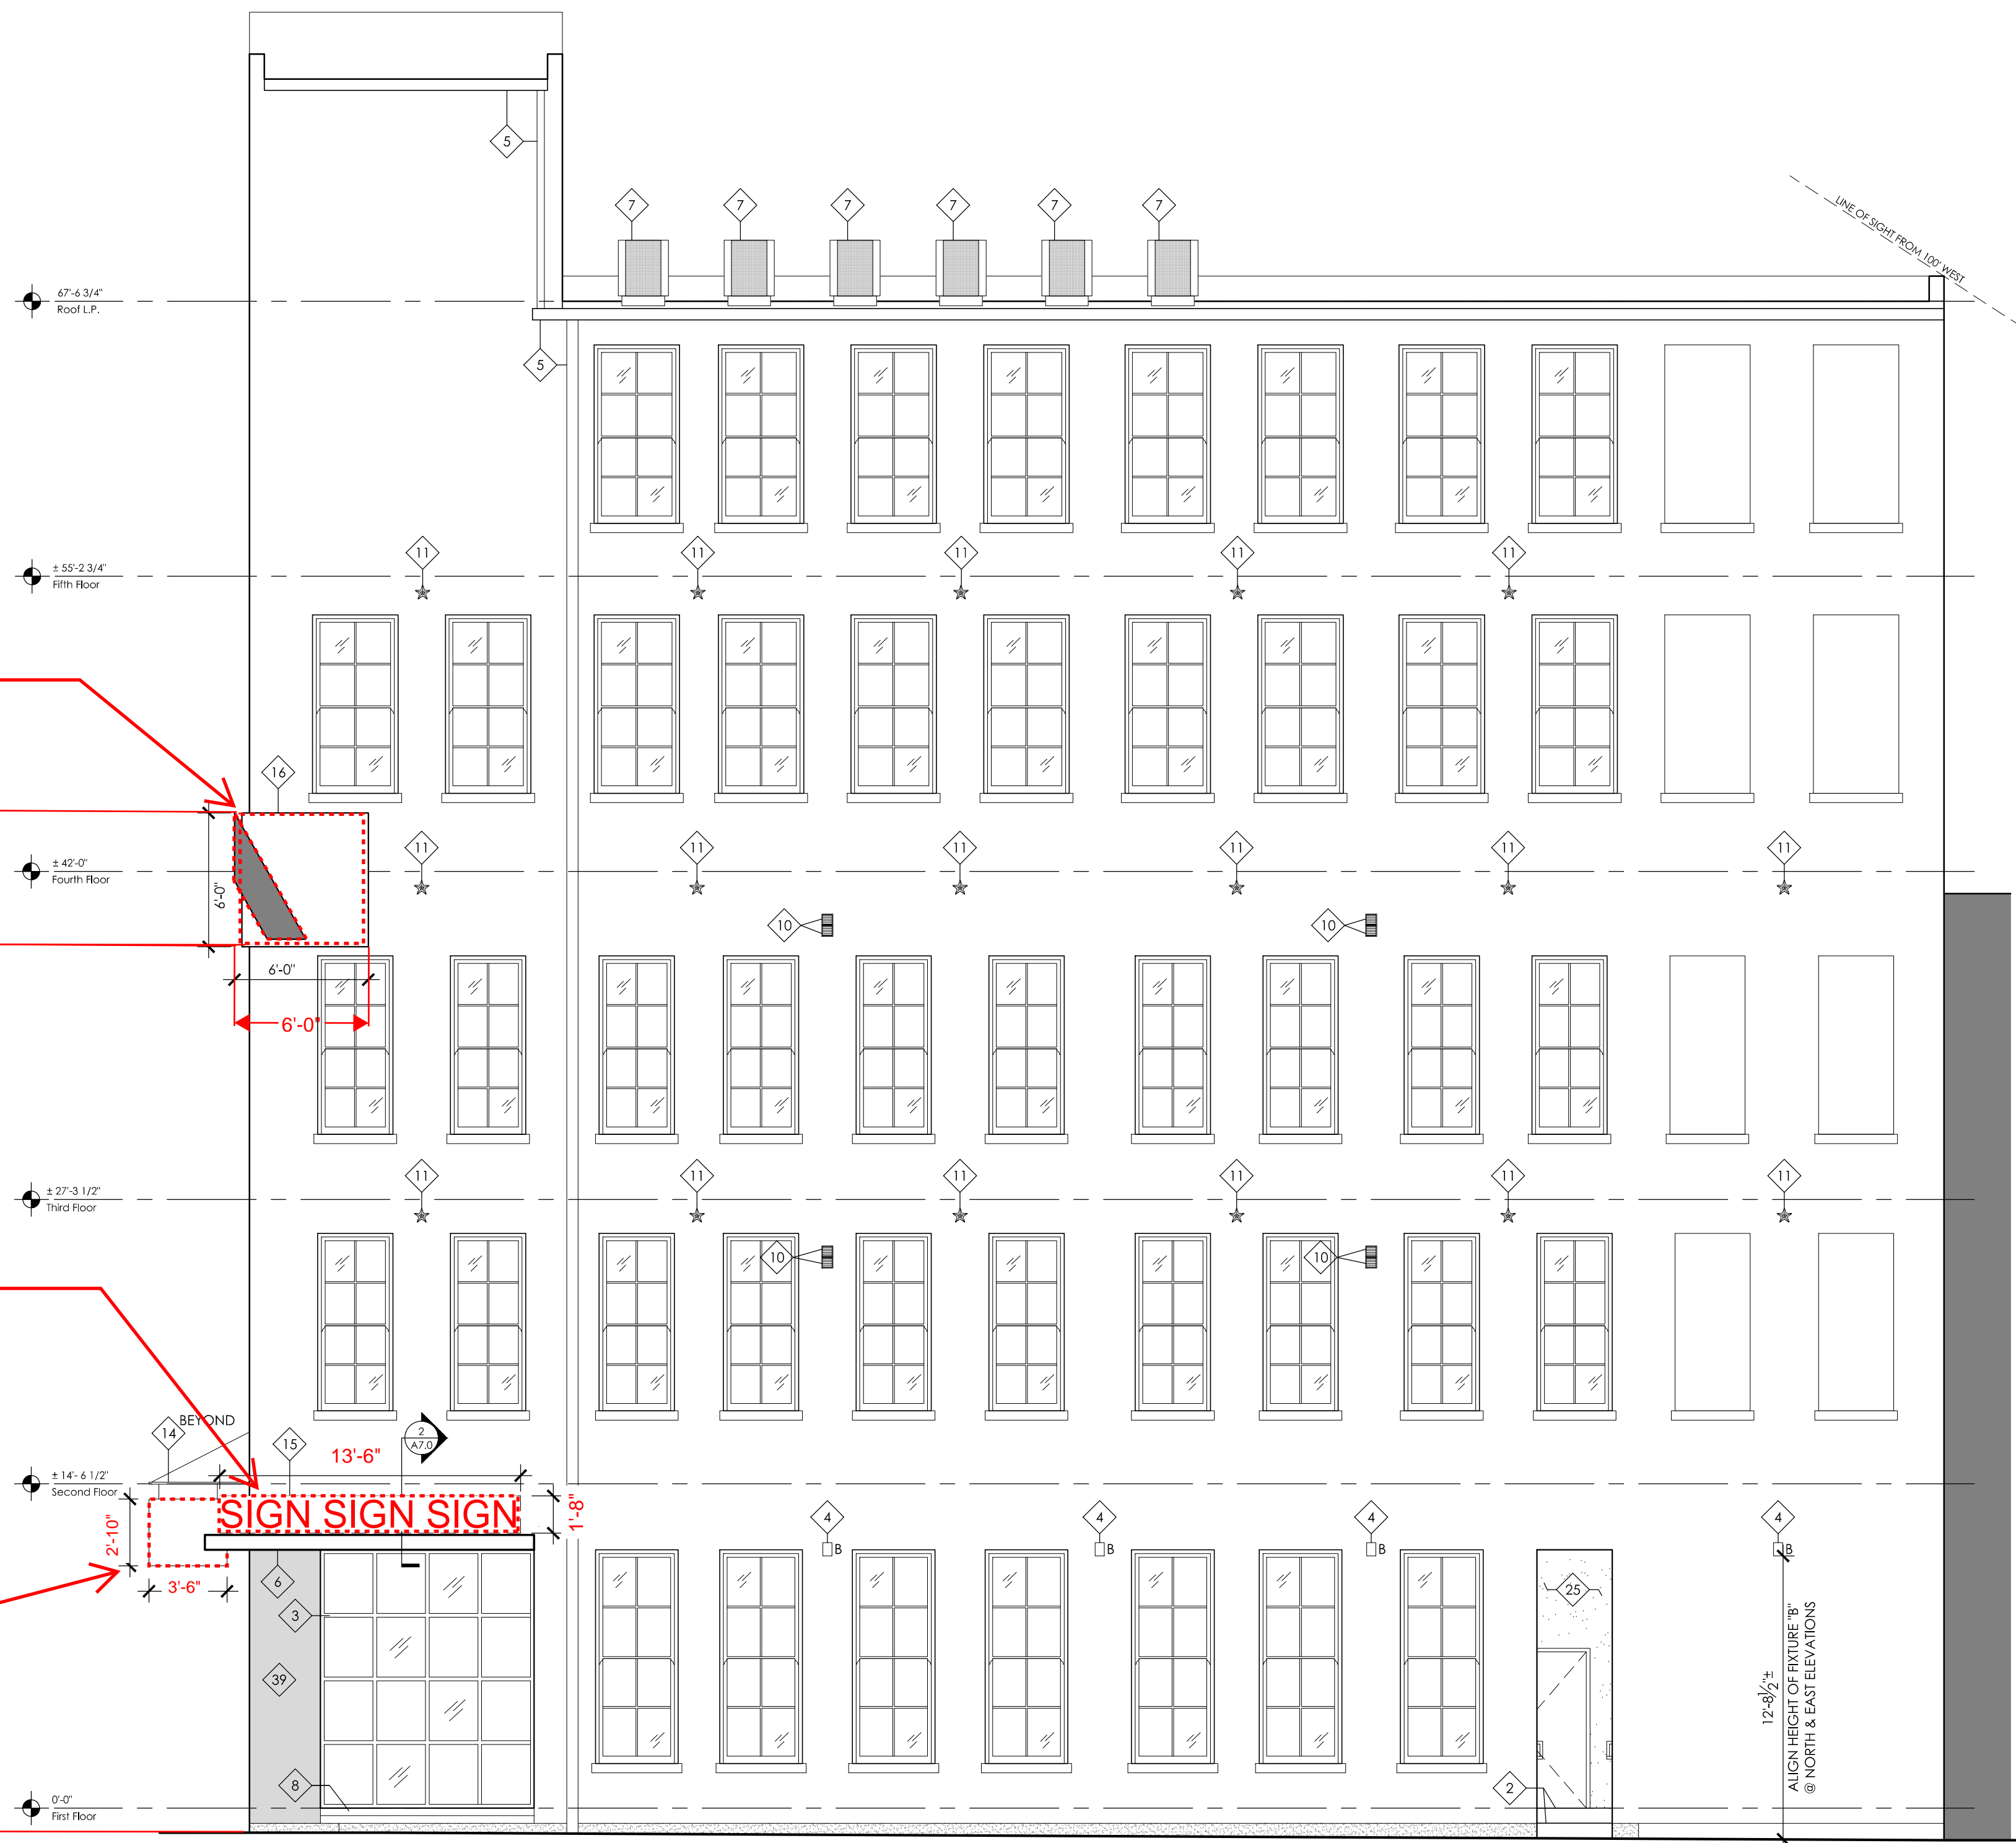 5
7 7 7 7 7 7
LINE OF SIGHT FROM 100' WEST
67'-6 3/4"
Roof L.P.
5
11 11 11 11 11
± 55'-2 3/4"
Fifth Floor
16
11 11 11 11 11 11
± 42'-0"
Fourth Floor
6'-0"
10 10
6'-0"
6'-0"
11 11 11 11 11 11
± 27'-3 1/2"
Third Floor
10 10
BEYOND
14
15
13'-6"
2
A7.0
± 14'- 6 1/2"
Second Floor
SIGN SIGN SIGN
1'-8"
2'-10"
3'-6"
4 4 4 4
B B B B
6
3
25
39
12'-8 1/2"±
ALIGN HEIGHT OF FIXTURE "B"
@ NORTH & EAST ELEVATIONS
8
2
0'-0"
First Floor